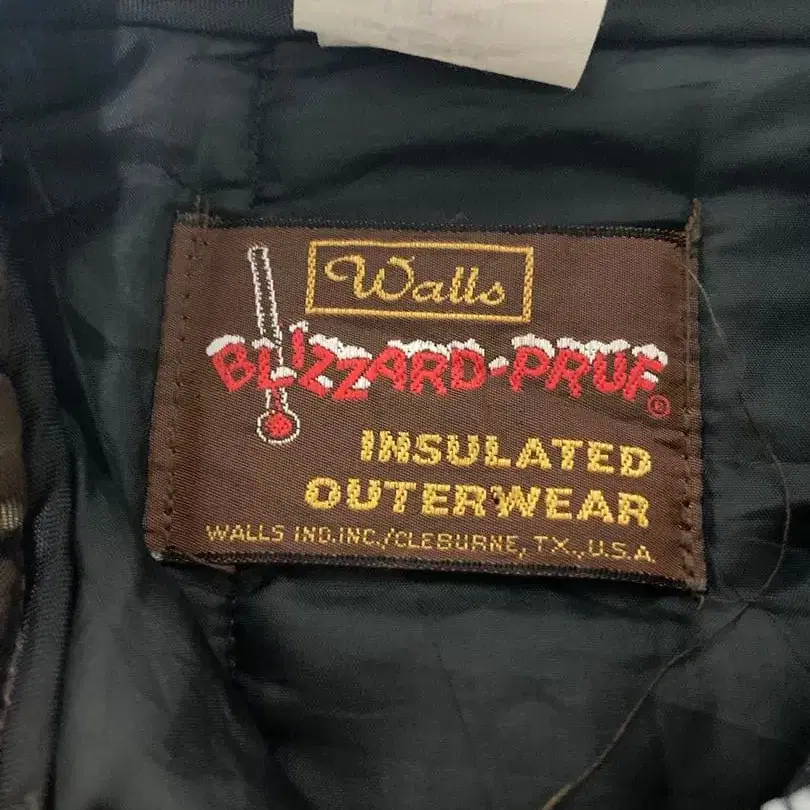 Walls
BLIZZARD-PRUF®
INSULATED
OUTERWEAR
WALLS IND.INC./CLEBURNE, TX.,U.S.A.